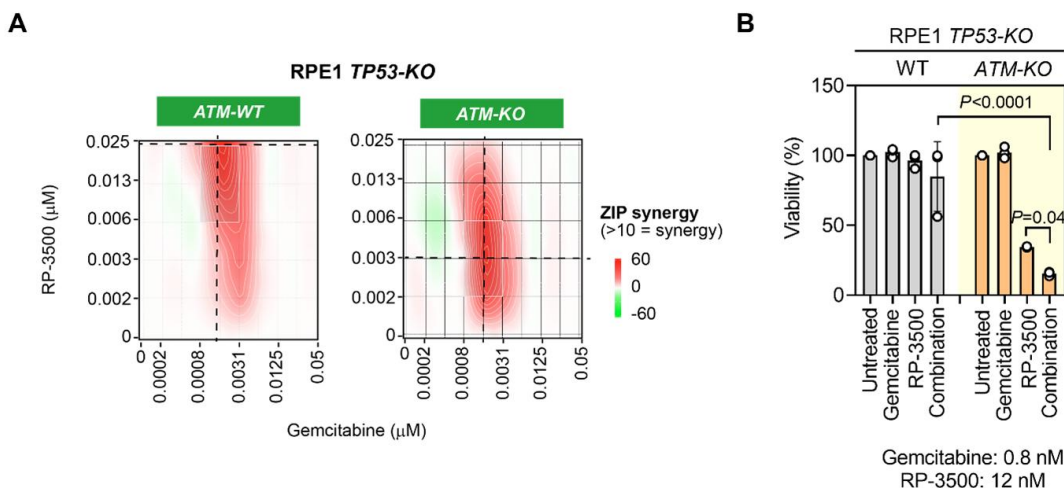 A
RPE1 TP53-KO
ATM-WT
ATM-KO
RP-3500 (µM)
0.025
0.013
0.006
0.003
0.002
0
0
0.0002
0.0008
0.0031
0.0125
0.05
0.025
0.013
0.006
0.003
0.002
0
0
0.0002
0.0008
0.0031
0.0125
0.05
Gemcitabine (µM)
ZIP synergy
(>10 = synergy)
60
0
-60
B
RPE1 TP53-KO
WT
ATM-KO
Viability (%)
150
100
50
0
P<0.0001
P=0.04
Untreated
Gemcitabine
RP-3500
Combination
Untreated
Gemcitabine
RP-3500
Combination
Gemcitabine: 0.8 nM
RP-3500: 12 nM